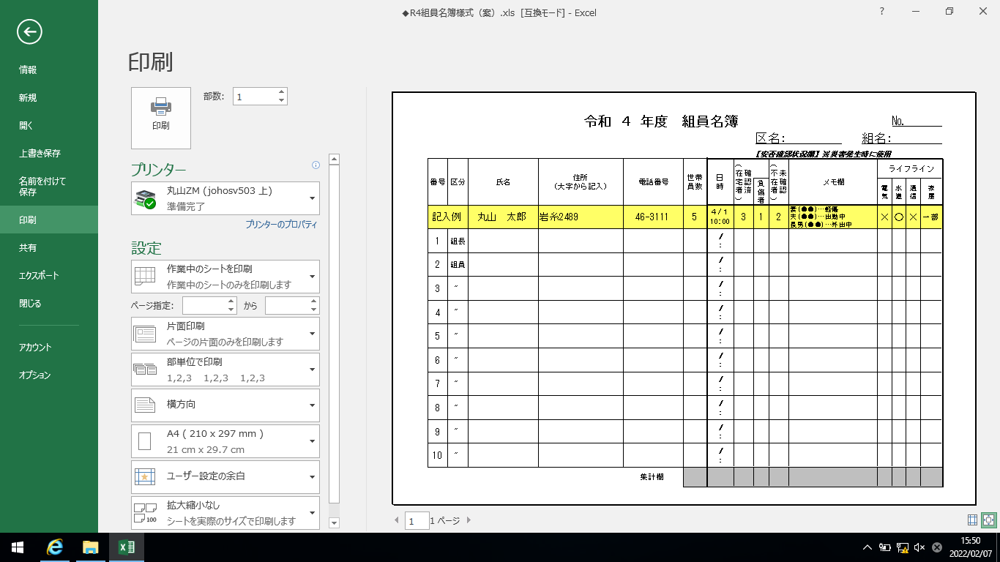 ◆R4組員名簿様式（案）.xls [互換モード] - Excel
?
情報
新規
開く
上書き保存
名前を付けて
保存
印刷
共有
エクスポート
閉じる
アカウント
オプション
印刷
印刷
部数: 1
プリンター
丸山ZM (johosv503 上)
準備完了
プリンターのプロパティ
設定
作業中のシートを印刷
作業中のシートのみを印刷します
ページ指定: から
片面印刷
ページの片面のみを印刷します
部単位で印刷
1,2,3 1,2,3 1,2,3
横方向
A4 ( 210 x 297 mm )
21 cm x 29.7 cm
ユーザー設定の余白
拡大縮小なし
シートを実際のサイズで印刷します
100
令和 4 年度 組員名簿
№
区名: 組名:
【安否確認状況欄】※災害発生時に使用
番号 区分 氏名 住所 （大字から記入） 電話番号 世帯員数 日時 確認済（在宅者） 負傷者 未確認（不在者） メモ欄 ライフライン
電気 水道 通信 家屋
記入例 丸山 太郎 岩糸2489 46-3111 5 4/1 10:00 3 1 2 妻(●●)…軽傷 × ○ × 一部
夫(●●)…出勤中
長男(●●)…外出中
1 組長 / :
2 組員 / :
3 〃 / :
4 〃 / :
5 〃 / :
6 〃 / :
7 〃 / :
8 〃 / :
9 〃 / :
10 〃 / :
集計欄
1 1 ページ
15:50
2022/02/07